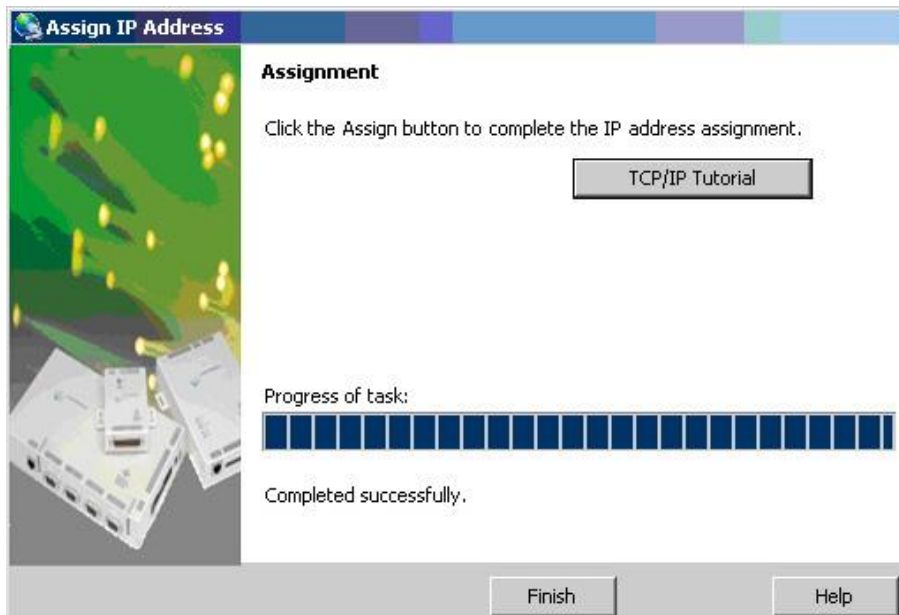 Assign IP Address
Assignment
Click the Assign button to complete the IP address assignment.
TCP/IP Tutorial
Progress of task:
Completed successfully.
Finish
Help